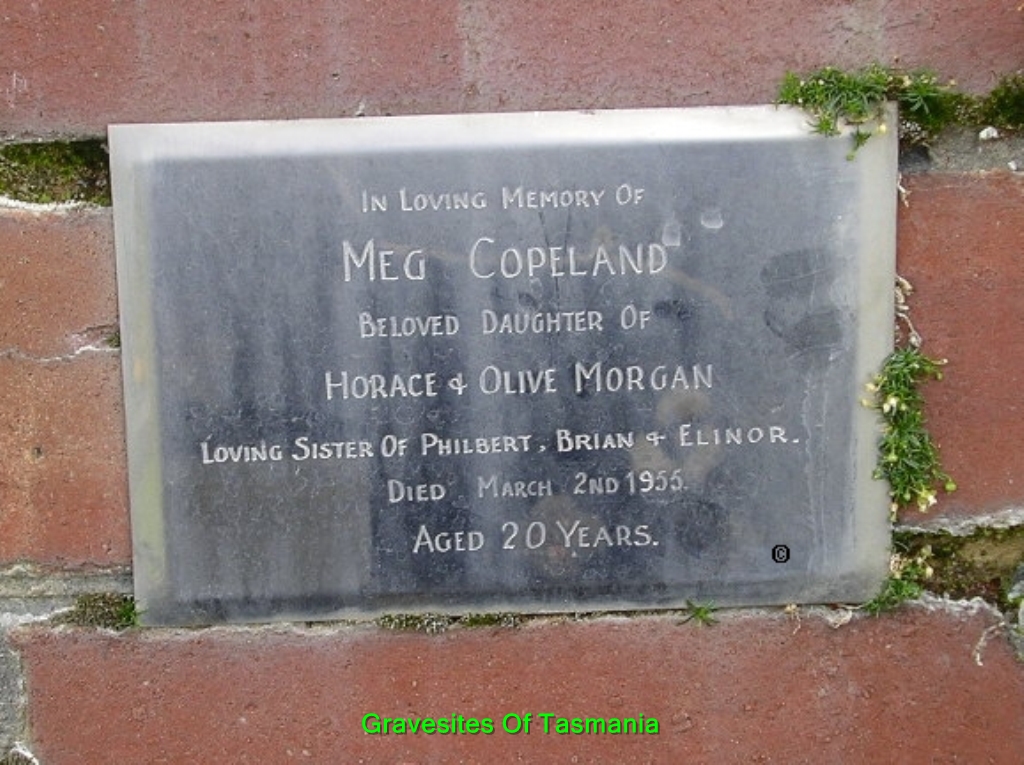 In Loving Memory Of
Meg Copeland
Beloved Daughter Of
Horace & Olive Morgan
Loving Sister Of Philbert, Brian & Elinor.
Died March 2nd 1955.
Aged 20 Years.
©
Gravesites Of Tasmania